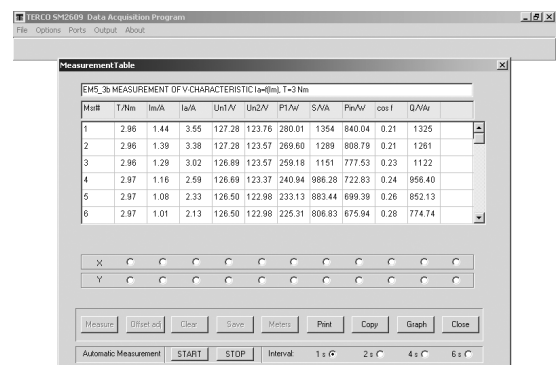 TERCO SM2609 Data Acquisition Program
File Options Ports Output About
MeasurementTable
EM5_3b MEASUREMENT OF V-CHARACTERISTIC Ia=f(Im), T=3 Nm
Msr# T/Nm Im/A Ia/A Un1/V Un2/V P1/W S/VA Pin/W cos f Q/VAr
1 2.96 1.44 3.55 127.28 123.76 280.01 1354 840.04 0.21 1325
2 2.96 1.39 3.38 127.28 123.57 269.60 1289 808.79 0.21 1261
3 2.96 1.29 3.02 126.89 123.57 259.18 1151 777.53 0.23 1122
4 2.97 1.16 2.59 126.69 123.37 240.94 986.28 722.83 0.24 956.40
5 2.97 1.08 2.33 126.50 122.98 233.13 883.44 699.39 0.26 852.13
6 2.97 1.01 2.13 126.50 122.98 225.31 806.83 675.94 0.28 774.74
X
Y
Measure Offset adj Clear Save Meters Print Copy Graph Close
Automatic Measurement START STOP Interval: 1 s 2 s 4 s 6 s